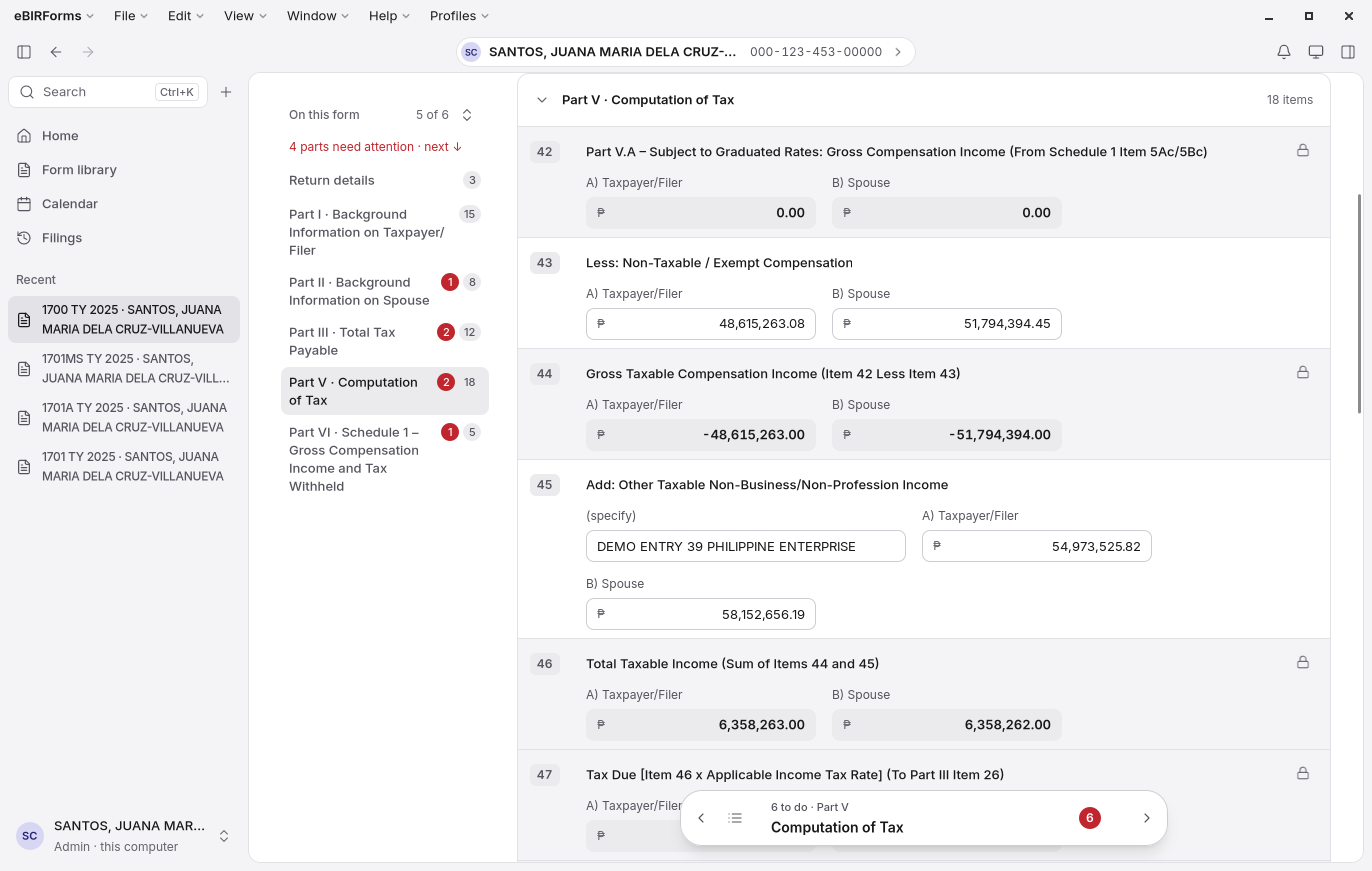 eBIRForms File Edit View Window Help Profiles
SC SANTOS, JUANA MARIA DELA CRUZ-... 000-123-453-00000
Search Ctrl+K
Home
Form library
Calendar
Filings
Recent
1700 TY 2025 · SANTOS, JUANA
MARIA DELA CRUZ-VILLANUEVA
1701MS TY 2025 · SANTOS,
JUANA MARIA DELA CRUZ-VILL...
1701A TY 2025 · SANTOS, JUANA
MARIA DELA CRUZ-VILLANUEVA
1701 TY 2025 · SANTOS, JUANA
MARIA DELA CRUZ-VILLANUEVA
SC SANTOS, JUANA MAR...
Admin · this computer
On this form 5 of 6
4 parts need attention · next ↓
Return details 3
Part I · Background 15
Information on Taxpayer/
Filer
Part II · Background 1 8
Information on Spouse
Part III · Total Tax 2 12
Payable
Part V · Computation 2 18
of Tax
Part VI · Schedule 1 – 1 5
Gross Compensation
Income and Tax
Withheld
Part V · Computation of Tax 18 items
42 Part V.A – Subject to Graduated Rates: Gross Compensation Income (From Schedule 1 Item 5Ac/5Bc)
A) Taxpayer/Filer B) Spouse
₱ 0.00 ₱ 0.00
43 Less: Non-Taxable / Exempt Compensation
A) Taxpayer/Filer B) Spouse
₱ 48,615,263.08 ₱ 51,794,394.45
44 Gross Taxable Compensation Income (Item 42 Less Item 43)
A) Taxpayer/Filer B) Spouse
₱ -48,615,263.00 ₱ -51,794,394.00
45 Add: Other Taxable Non-Business/Non-Profession Income
(specify) A) Taxpayer/Filer
DEMO ENTRY 39 PHILIPPINE ENTERPRISE ₱ 54,973,525.82
B) Spouse
₱ 58,152,656.19
46 Total Taxable Income (Sum of Items 44 and 45)
A) Taxpayer/Filer B) Spouse
₱ 6,358,263.00 ₱ 6,358,262.00
47 Tax Due [Item 46 x Applicable Income Tax Rate] (To Part III Item 26)
A) Taxpayer/Filer
₱
6 to do · Part V
Computation of Tax 6